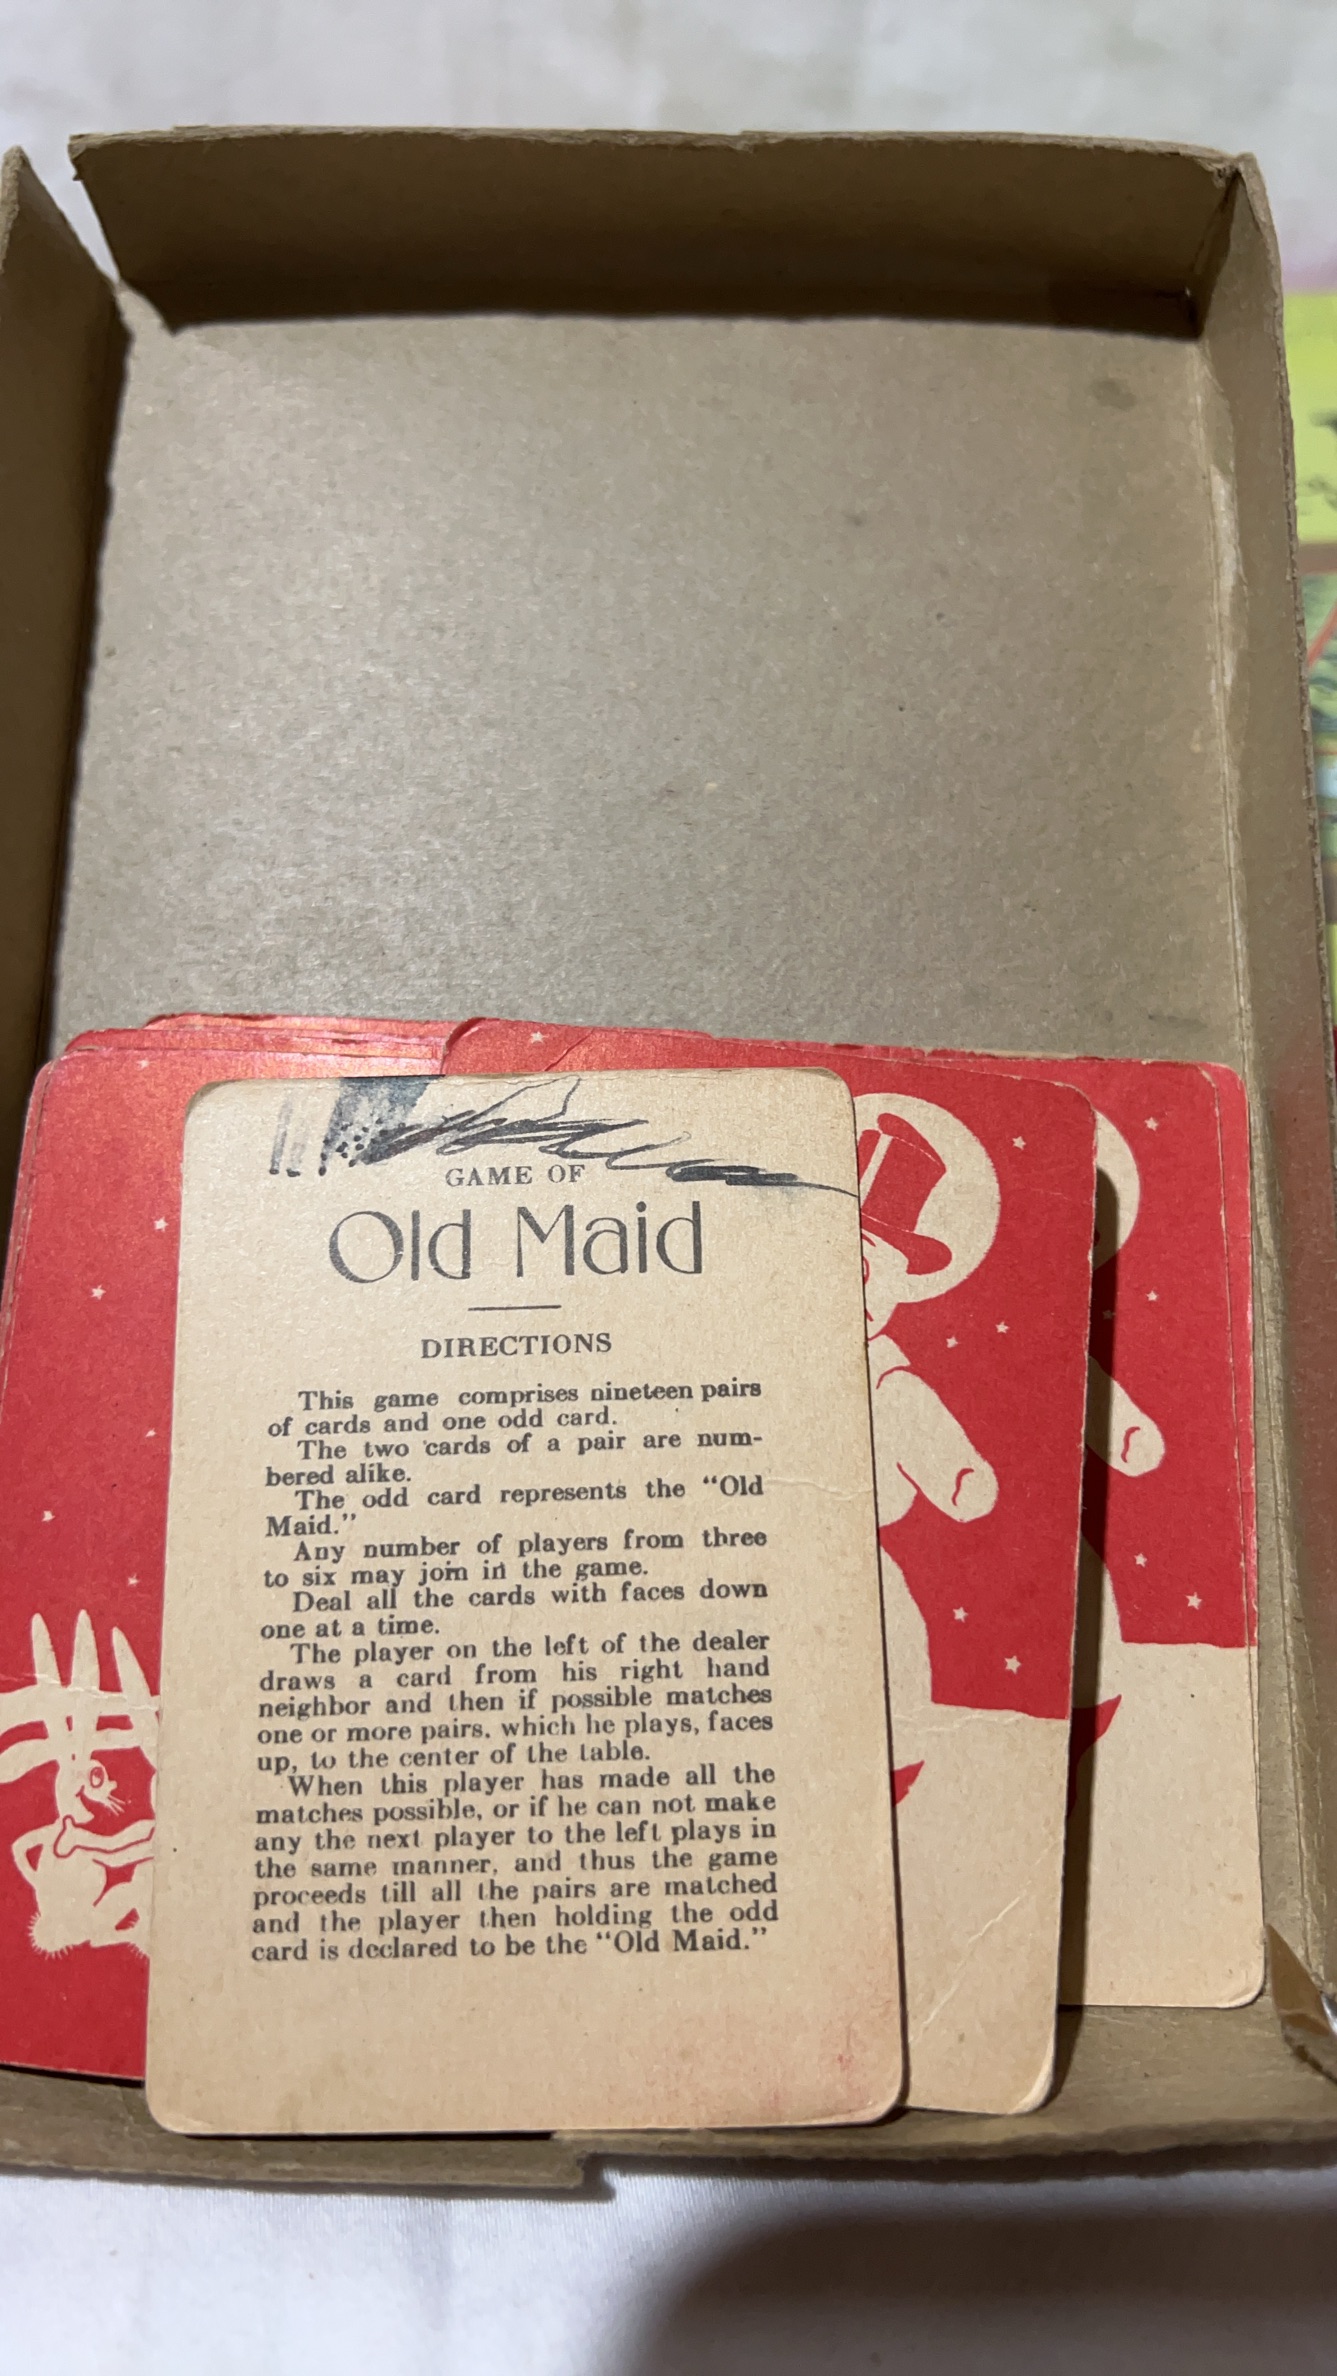 GAME OF
Old Maid
DIRECTIONS
This game comprises nineteen pairs
of cards and one odd card.
The two cards of a pair are num-
bered alike.
The odd card represents the "Old
Maid."
Any number of players from three
to six may join in the game.
Deal all the cards with faces down
one at a time.
The player on the left of the dealer
draws a card from his right hand
neighbor and then if possible matches
one or more pairs, which he plays, faces
up, to the center of the table.
When this player has made all the
matches possible, or if he can not make
any the next player to the left plays in
the same manner, and thus the game
proceeds till all the pairs are matched
and the player then holding the odd
card is declared to be the "Old Maid."